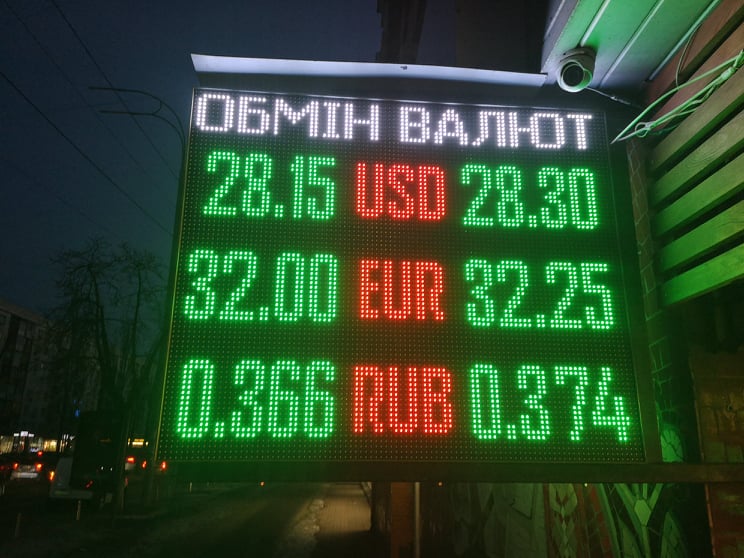 ОБМІН ВАЛЮТ
28.15 USD 28.30
32.00 EUR 32.25
0.366 RUB 0.374